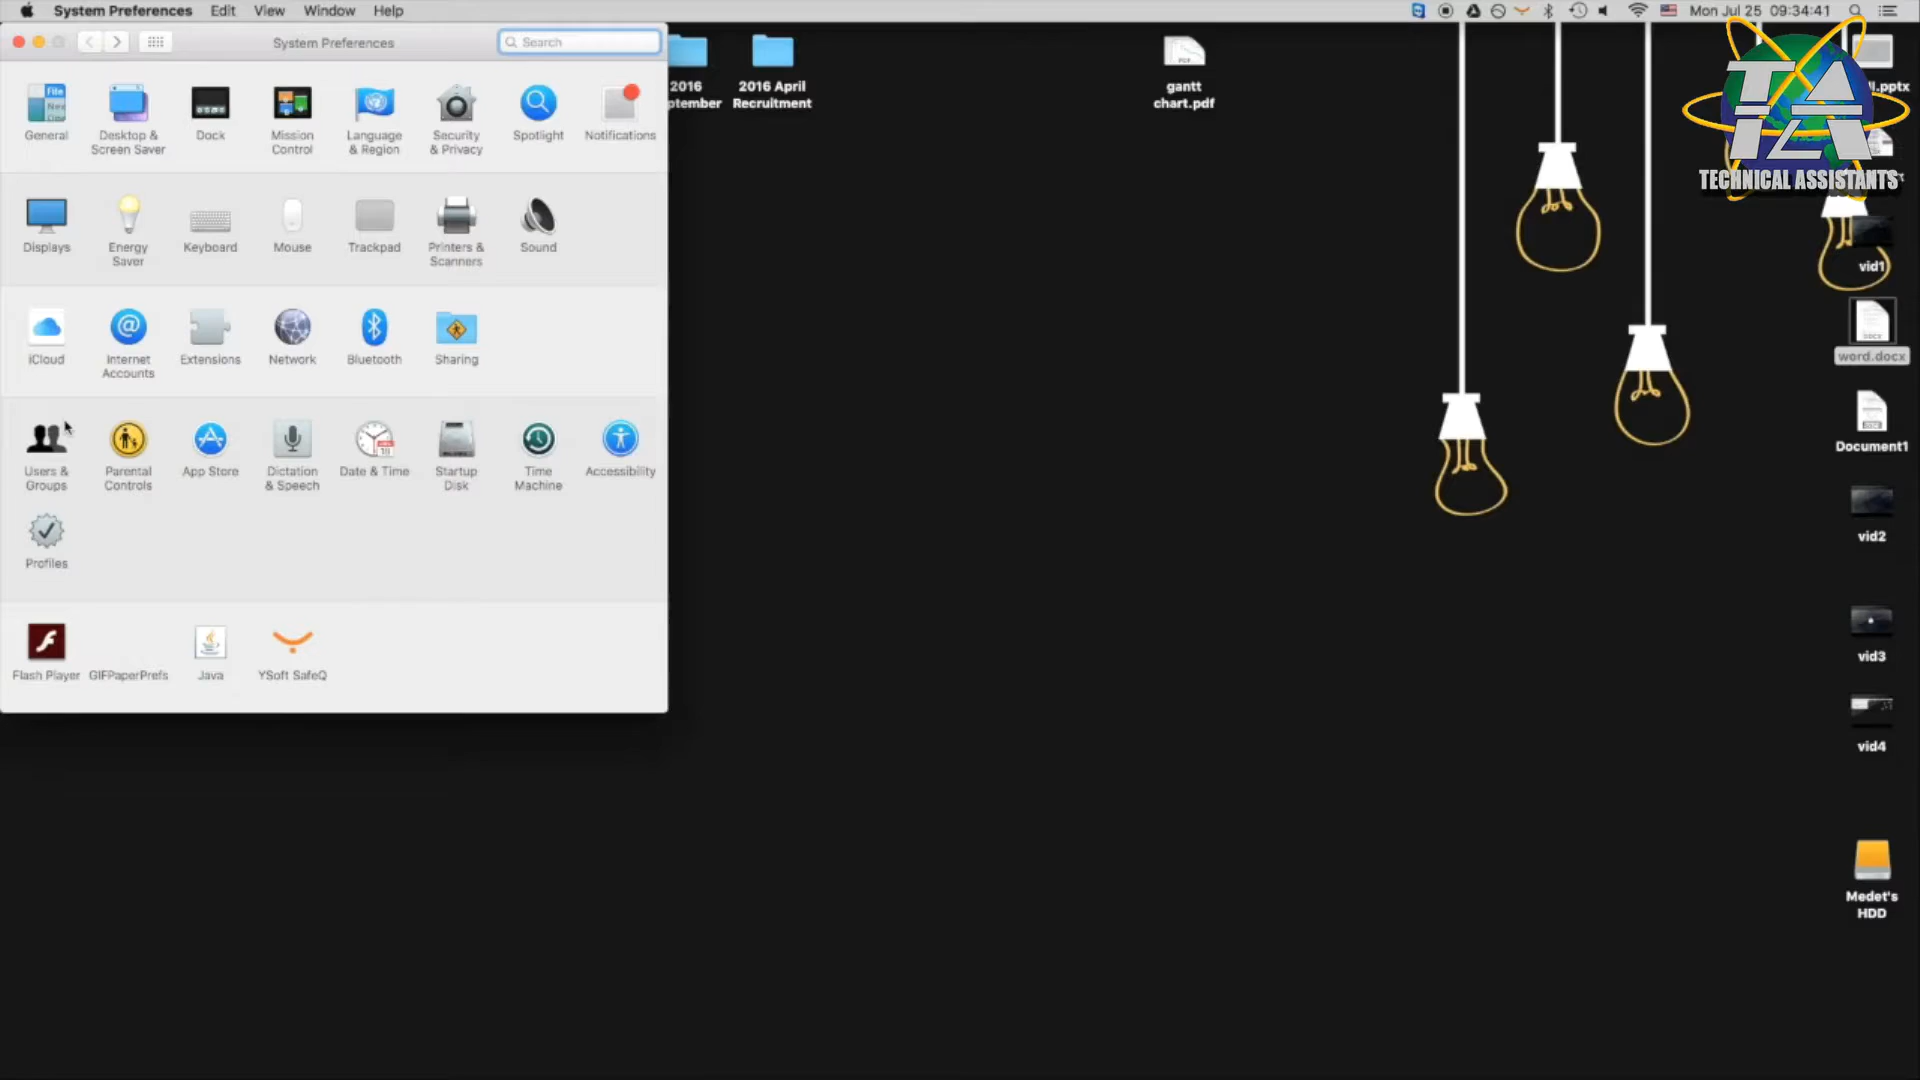 System Preferences Edit View Window Help
Mon Jul 25 09:34:41
System Preferences
Search
General
Desktop &
Screen Saver
Dock
Mission
Control
Language
& Region
Security
& Privacy
Spotlight
Notifications
Displays
Energy
Saver
Keyboard
Mouse
Trackpad
Printers &
Scanners
Sound
iCloud
Internet
Accounts
Extensions
Network
Bluetooth
Sharing
Users &
Groups
Parental
Controls
App Store
Dictation
& Speech
Date & Time
Startup
Disk
Time
Machine
Accessibility
Profiles
Flash Player
GIFPaperPrefs
Java
YSoft SafeQ
2016
ptember
2016 April
Recruitment
gantt
chart.pdf
TA
TECHNICAL ASSISTANTS
l.pptx
vid1
word.docx
Document1
vid2
vid3
vid4
Medet's
HDD